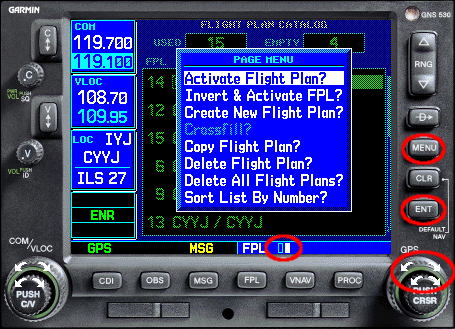 GARMIN
GNS 530
COM
119.700
119.100
VLOC
108.70
109.95
LOC IYJ
CYYJ
ILS 27
ENR
GPS
MSG
FPL
FLIGHT PLAN CATALOG
USED 15 EMPTY 4
FPL
14
13 CYYJ / CYYJ
PAGE MENU
Activate Flight Plan?
Invert & Activate FPL?
Create New Flight Plan?
Crossfill?
Copy Flight Plan?
Delete Flight Plan?
Delete All Flight Plans?
Sort List By Number?
C
C
PWR
VOL
PUSH
SQ
V
V
VOL
PUSH
ID
COM/
VLOC
PUSH
C/V
CDI
OBS
MSG
FPL
VNAV
PROC
RNG
D
MENU
CLR
ENT
DEFAULT
NAV
GPS
PUSH
CRSR